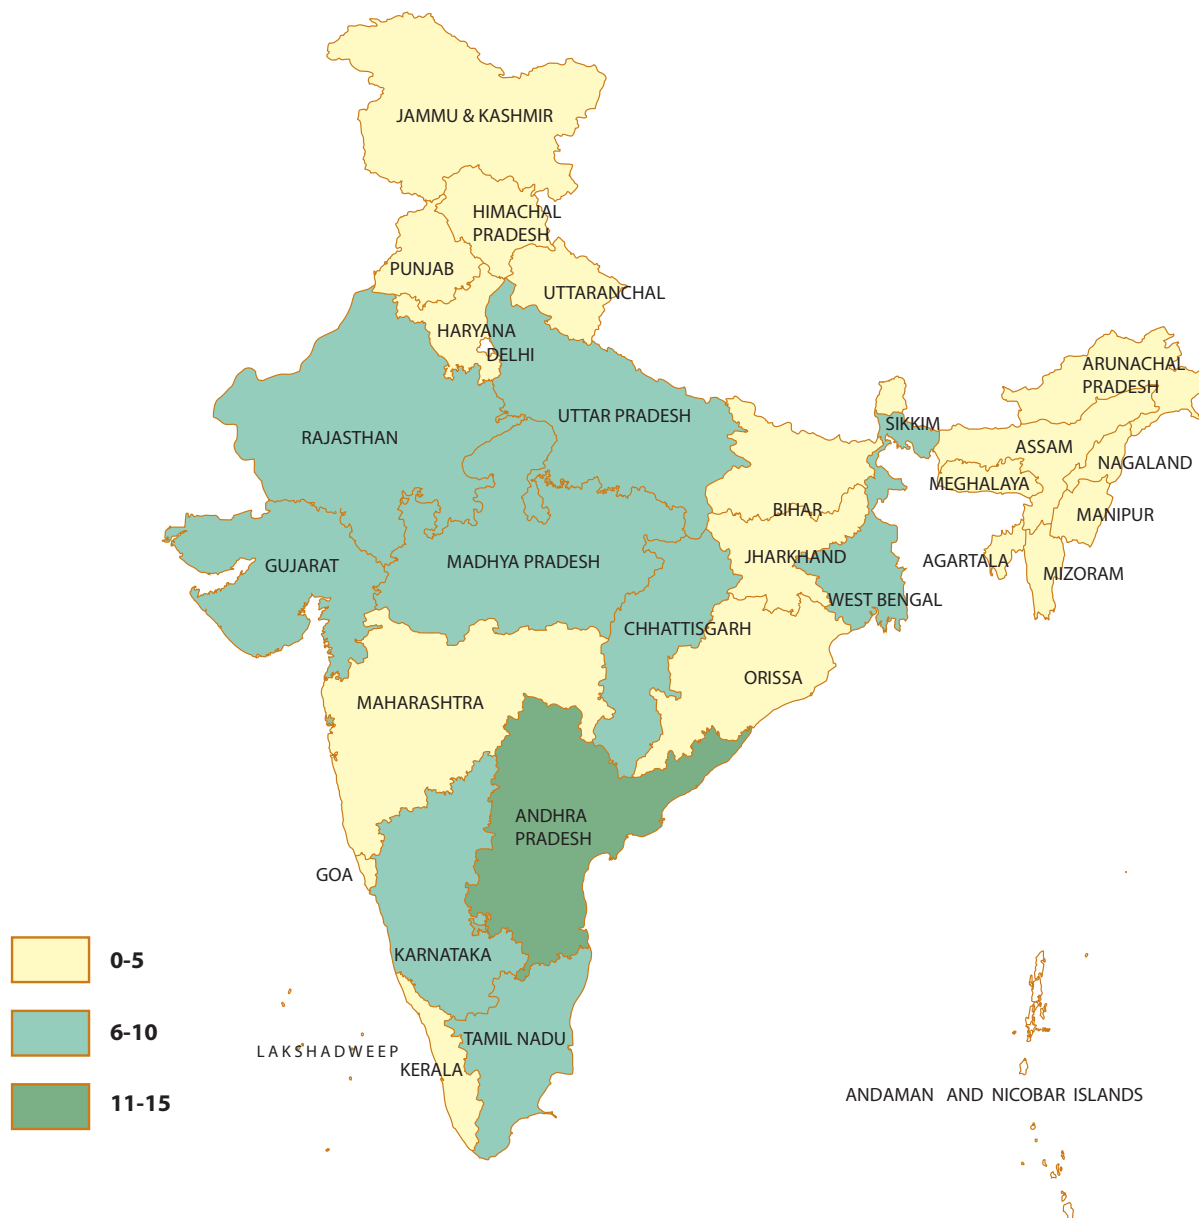 JAMMU & KASHMIR
HIMACHAL
PRADESH
PUNJAB
UTTARANCHAL
HARYANA
DELHI
ARUNACHAL
PRADESH
UTTAR PRADESH
SIKKIM
RAJASTHAN
ASSAM
NAGALAND
MEGHALAYA
BIHAR
MANIPUR
JHARKHAND
MADHYA PRADESH
AGARTALA
GUJARAT
MIZORAM
WEST BENGAL
CHHATTISGARH
ORISSA
MAHARASHTRA
ANDHRA
PRADESH
GOA
KARNATAKA
0-5
6-10
TAMIL NADU
LAKSHADWEEP
KERALA
ANDAMAN AND NICOBAR ISLANDS
11-15